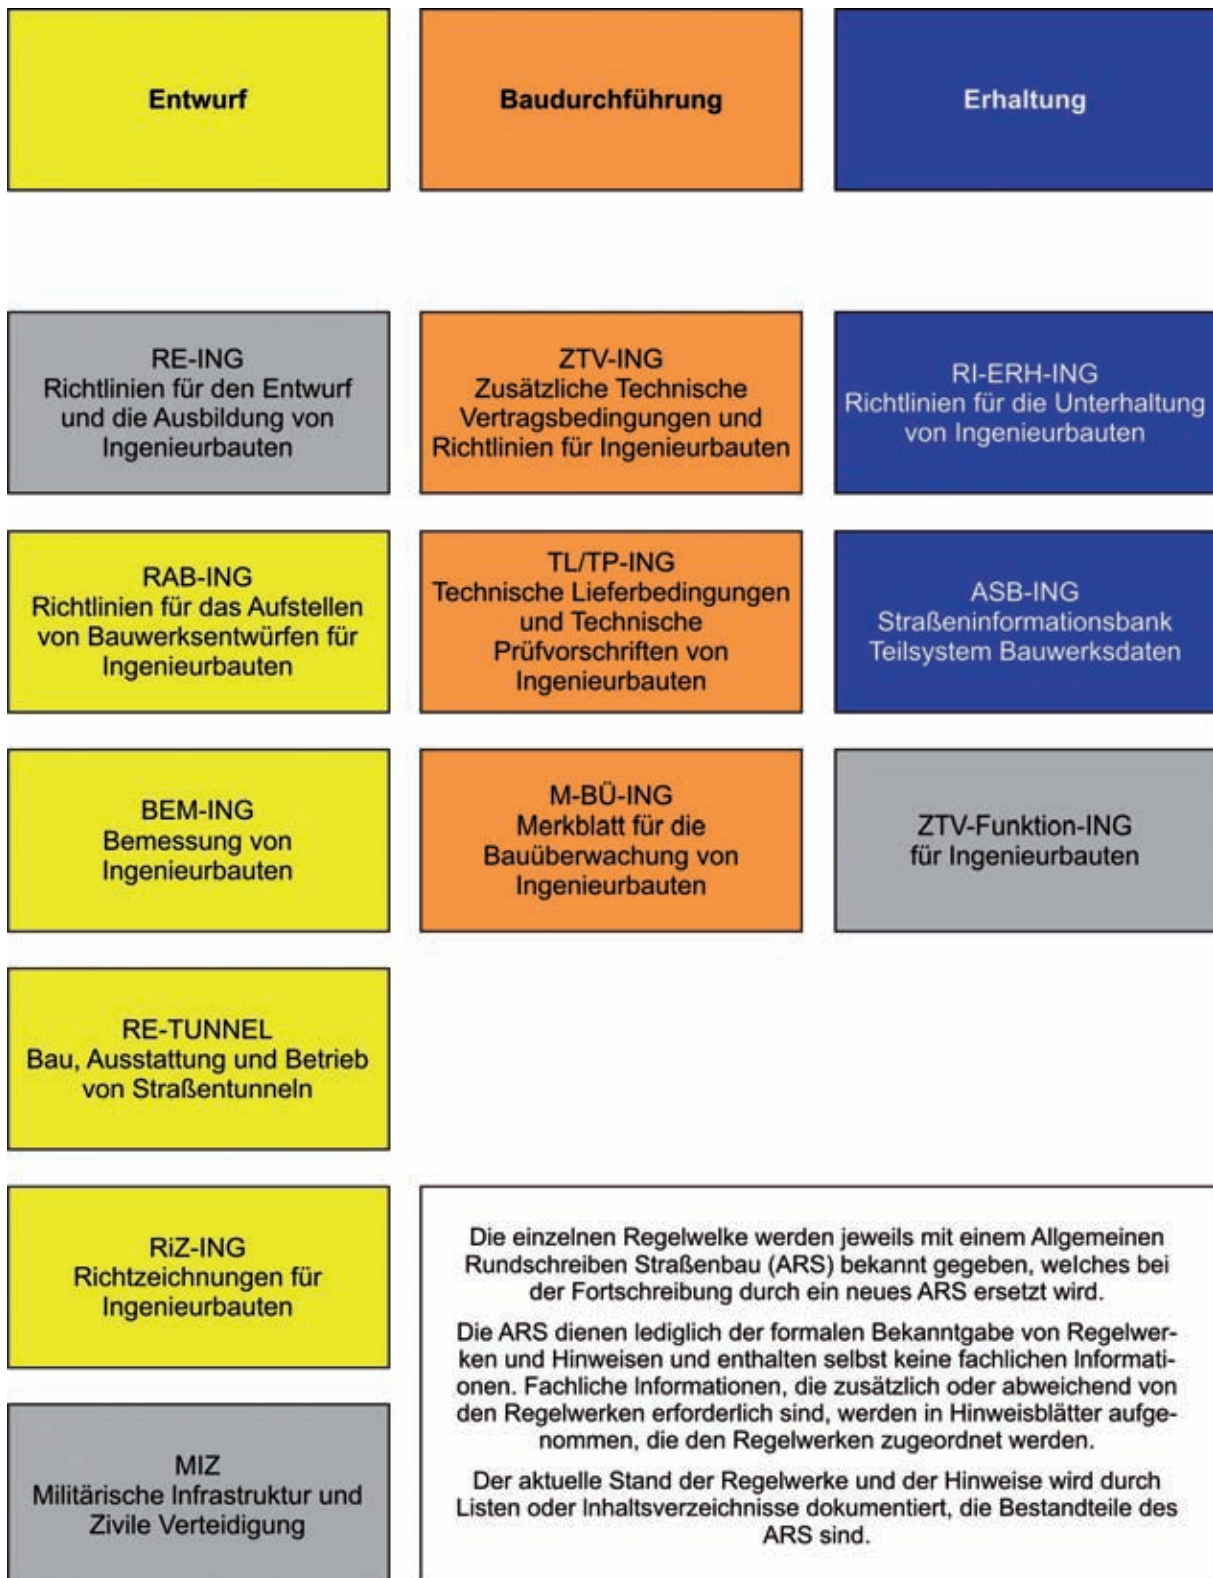 Entwurf
Baudurchführung
Erhaltung
RE-ING
Richtlinien für den Entwurf
und die Ausbildung von
Ingenieurbauten
ZTV-ING
Zusätzliche Technische
Vertragsbedingungen und
Richtlinien für Ingenieurbauten
RI-ERH-ING
Richtlinien für die Unterhaltung
von Ingenieurbauten
RAB-ING
Richtlinien für das Aufstellen
von Bauwerksentwürfen für
Ingenieurbauten
TL/TP-ING
Technische Lieferbedingungen
und Technische
Prüfvorschriften von
Ingenieurbauten
ASB-ING
Straßeninformationsbank
Teilsystem Bauwerksdaten
BEM-ING
Bemessung von
Ingenieurbauten
M-BÜ-ING
Merkblatt für die
Bauüberwachung von
Ingenieurbauten
ZTV-Funktion-ING
für Ingenieurbauten
RE-TUNNEL
Bau, Ausstattung und Betrieb
von Straßentunneln
RiZ-ING
Richtzeichnungen für
Ingenieurbauten
MIZ
Militärische Infrastruktur und
Zivile Verteidigung
Die einzelnen Regelwelke werden jeweils mit einem Allgemeinen
Rundschreiben Straßenbau (ARS) bekannt gegeben, welches bei
der Fortschreibung durch ein neues ARS ersetzt wird.
Die ARS dienen lediglich der formalen Bekanntgabe von Regelwer-
ken und Hinweisen und enthalten selbst keine fachlichen Informati-
onen. Fachliche Informationen, die zusätzlich oder abweichend von
den Regelwerken erforderlich sind, werden in Hinweisblätter aufge-
nommen, die den Regelwerken zugeordnet werden.
Der aktuelle Stand der Regelwerke und der Hinweise wird durch
Listen oder Inhaltsverzeichnisse dokumentiert, die Bestandteile des
ARS sind.